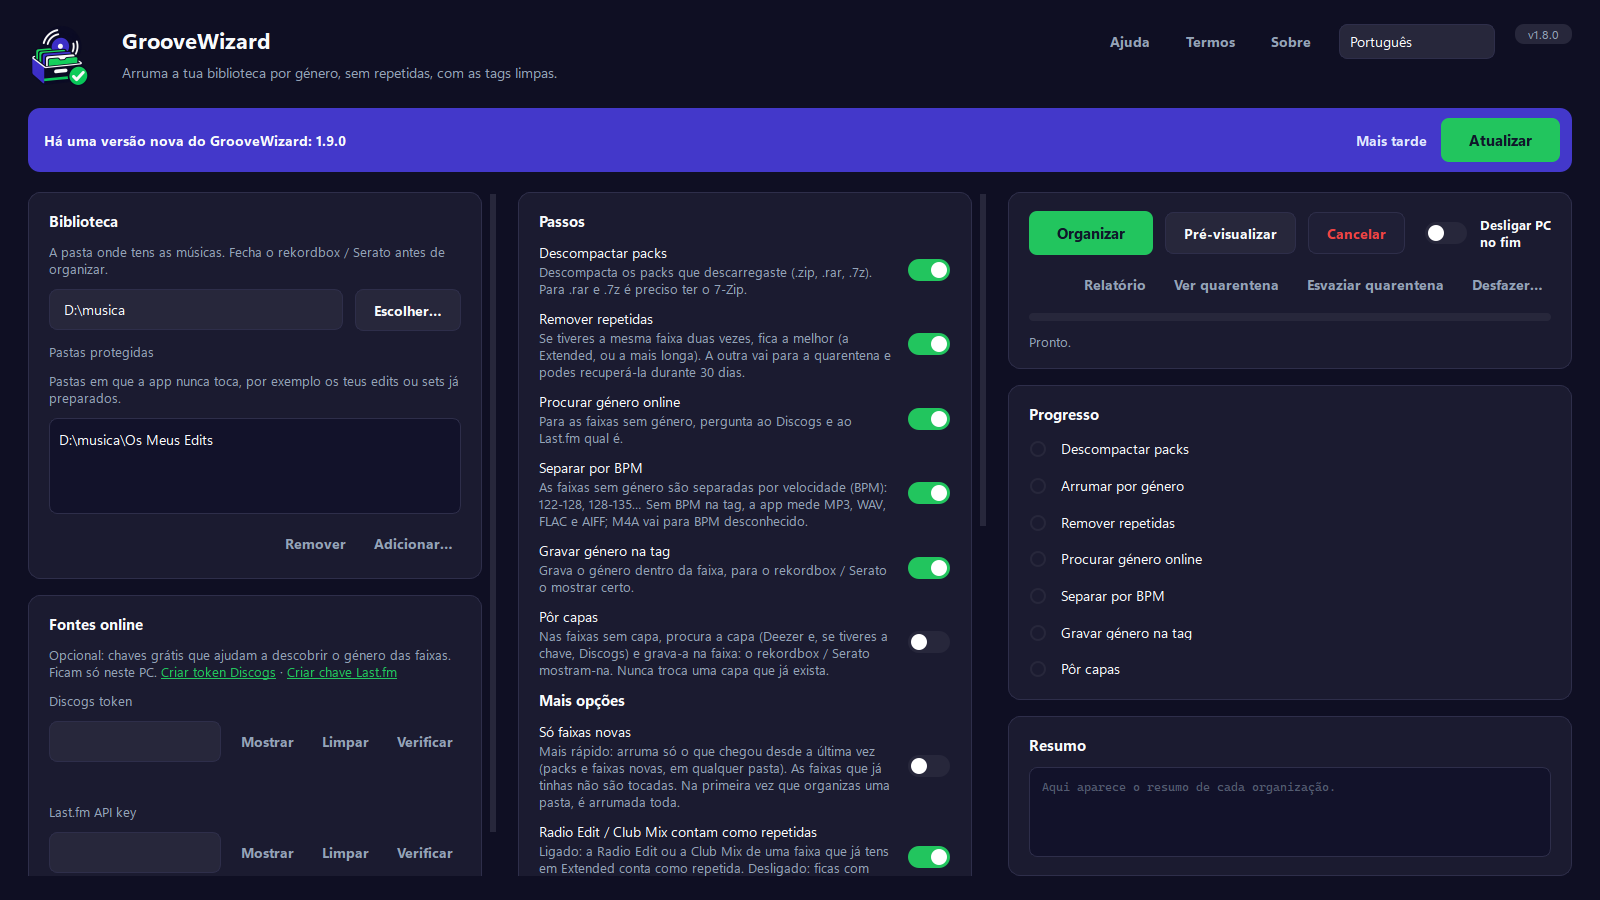 GrooveWizard
Arruma a tua biblioteca por género, sem repetidas, com as tags limpas.
Ajuda
Termos
Sobre
Português
v1.8.0
Há uma versão nova do GrooveWizard: 1.9.0
Mais tarde
Atualizar
Biblioteca
A pasta onde tens as músicas. Fecha o rekordbox / Serato antes de
organizar.
D:\musica
Escolher...
Pastas protegidas
Pastas em que a app nunca toca, por exemplo os teus edits ou sets já
preparados.
D:\musica\Os Meus Edits
Remover
Adicionar...
Fontes online
Opcional: chaves grátis que ajudam a descobrir o género das faixas.
Ficam só neste PC. Criar token Discogs · Criar chave Last.fm
Discogs token
Mostrar
Limpar
Verificar
Last.fm API key
Mostrar
Limpar
Verificar
Passos
Descompactar packs
Descompacta os packs que descarregaste (.zip, .rar, .7z).
Para .rar e .7z é preciso ter o 7-Zip.
Remover repetidas
Se tiveres a mesma faixa duas vezes, fica a melhor (a
Extended, ou a mais longa). A outra vai para a quarentena e
podes recuperá-la durante 30 dias.
Procurar género online
Para as faixas sem género, pergunta ao Discogs e ao
Last.fm qual é.
Separar por BPM
As faixas sem género são separadas por velocidade (BPM):
122-128, 128-135... Sem BPM na tag, a app mede MP3, WAV,
FLAC e AIFF; M4A vai para BPM desconhecido.
Gravar género na tag
Grava o género dentro da faixa, para o rekordbox / Serato
o mostrar certo.
Pôr capas
Nas faixas sem capa, procura a capa (Deezer e, se tiveres a
chave, Discogs) e grava-a na faixa: o rekordbox / Serato
mostram-na. Nunca troca uma capa que já exista.
Mais opções
Só faixas novas
Mais rápido: arruma só o que chegou desde a última vez
(packs e faixas novas, em qualquer pasta). As faixas que já
tinhas não são tocadas. Na primeira vez que organizas uma
pasta, é arrumada toda.
Radio Edit / Club Mix contam como repetidas
Ligado: a Radio Edit ou a Club Mix de uma faixa que já tens
em Extended conta como repetida. Desligado: ficas com
Organizar
Pré-visualizar
Cancelar
Desligar PC
no fim
Relatório
Ver quarentena
Esvaziar quarentena
Desfazer...
Pronto.
Progresso
Descompactar packs
Arrumar por género
Remover repetidas
Procurar género online
Separar por BPM
Gravar género na tag
Pôr capas
Resumo
Aqui aparece o resumo de cada organização.